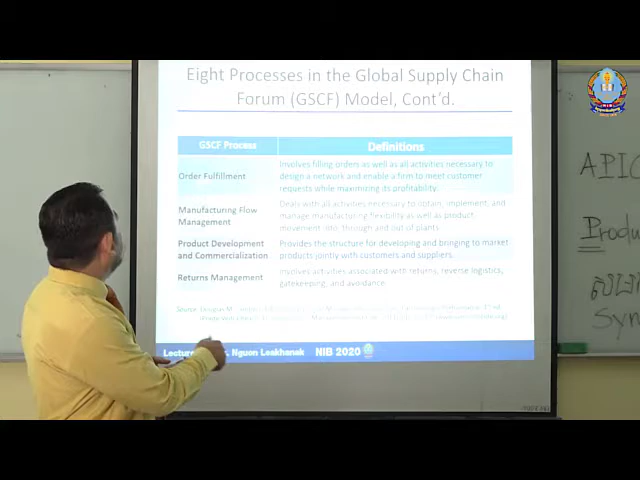 Eight Processes in the Global Supply Chain
Forum (GSCF) Model, Cont'd.
GSCF Process
Definitions
Order Fulfillment
Involves filling orders as well as all activities necessary to
design a network and enable a firm to meet customer
requests while maximizing its profitability.
Manufacturing Flow
Management
Deals with all activities necessary to obtain, implement, and
manage manufacturing flexibility as well as product
movement into, through and out of plants.
Product Development
and Commercialization
Provides the structure for developing and bringing to market
products jointly with customers and suppliers.
Returns Management
Involves activities associated with returns, reverse logistics,
gatekeeping, and avoidance.
Source: Douglas M.
Nguon Leakhanak NIB 2020
APIC
Produ
Syn